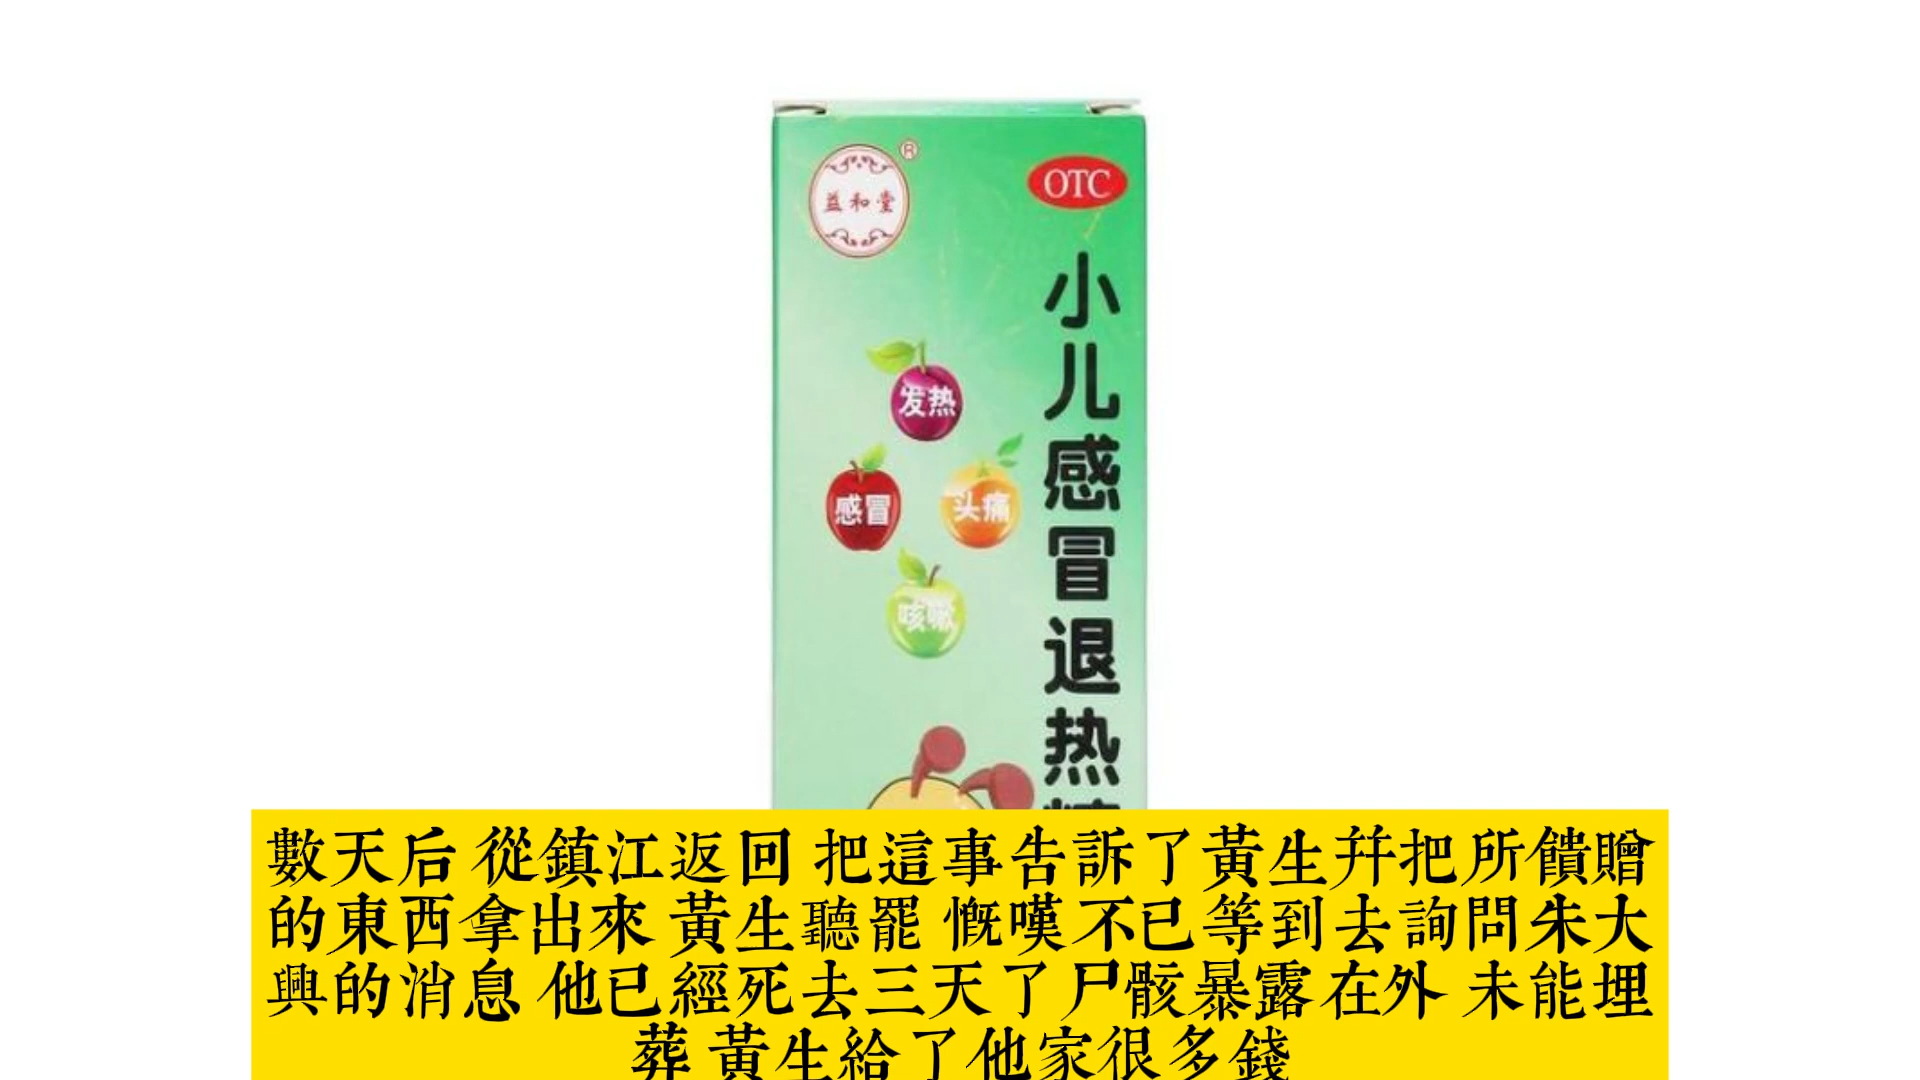 益和堂
®
OTC
小儿感冒退热糖
发热
感冒
头痛
咳嗽
數天后 從鎮江返回 把這事告訴了黃生幷把所饋贈
的東西拿出來 黃生聽罷 慨嘆不已 等到去詢問朱大
興的消息 他已經死去三天了 尸骸暴露在外 未能埋
葬 黃生給了他家很多錢